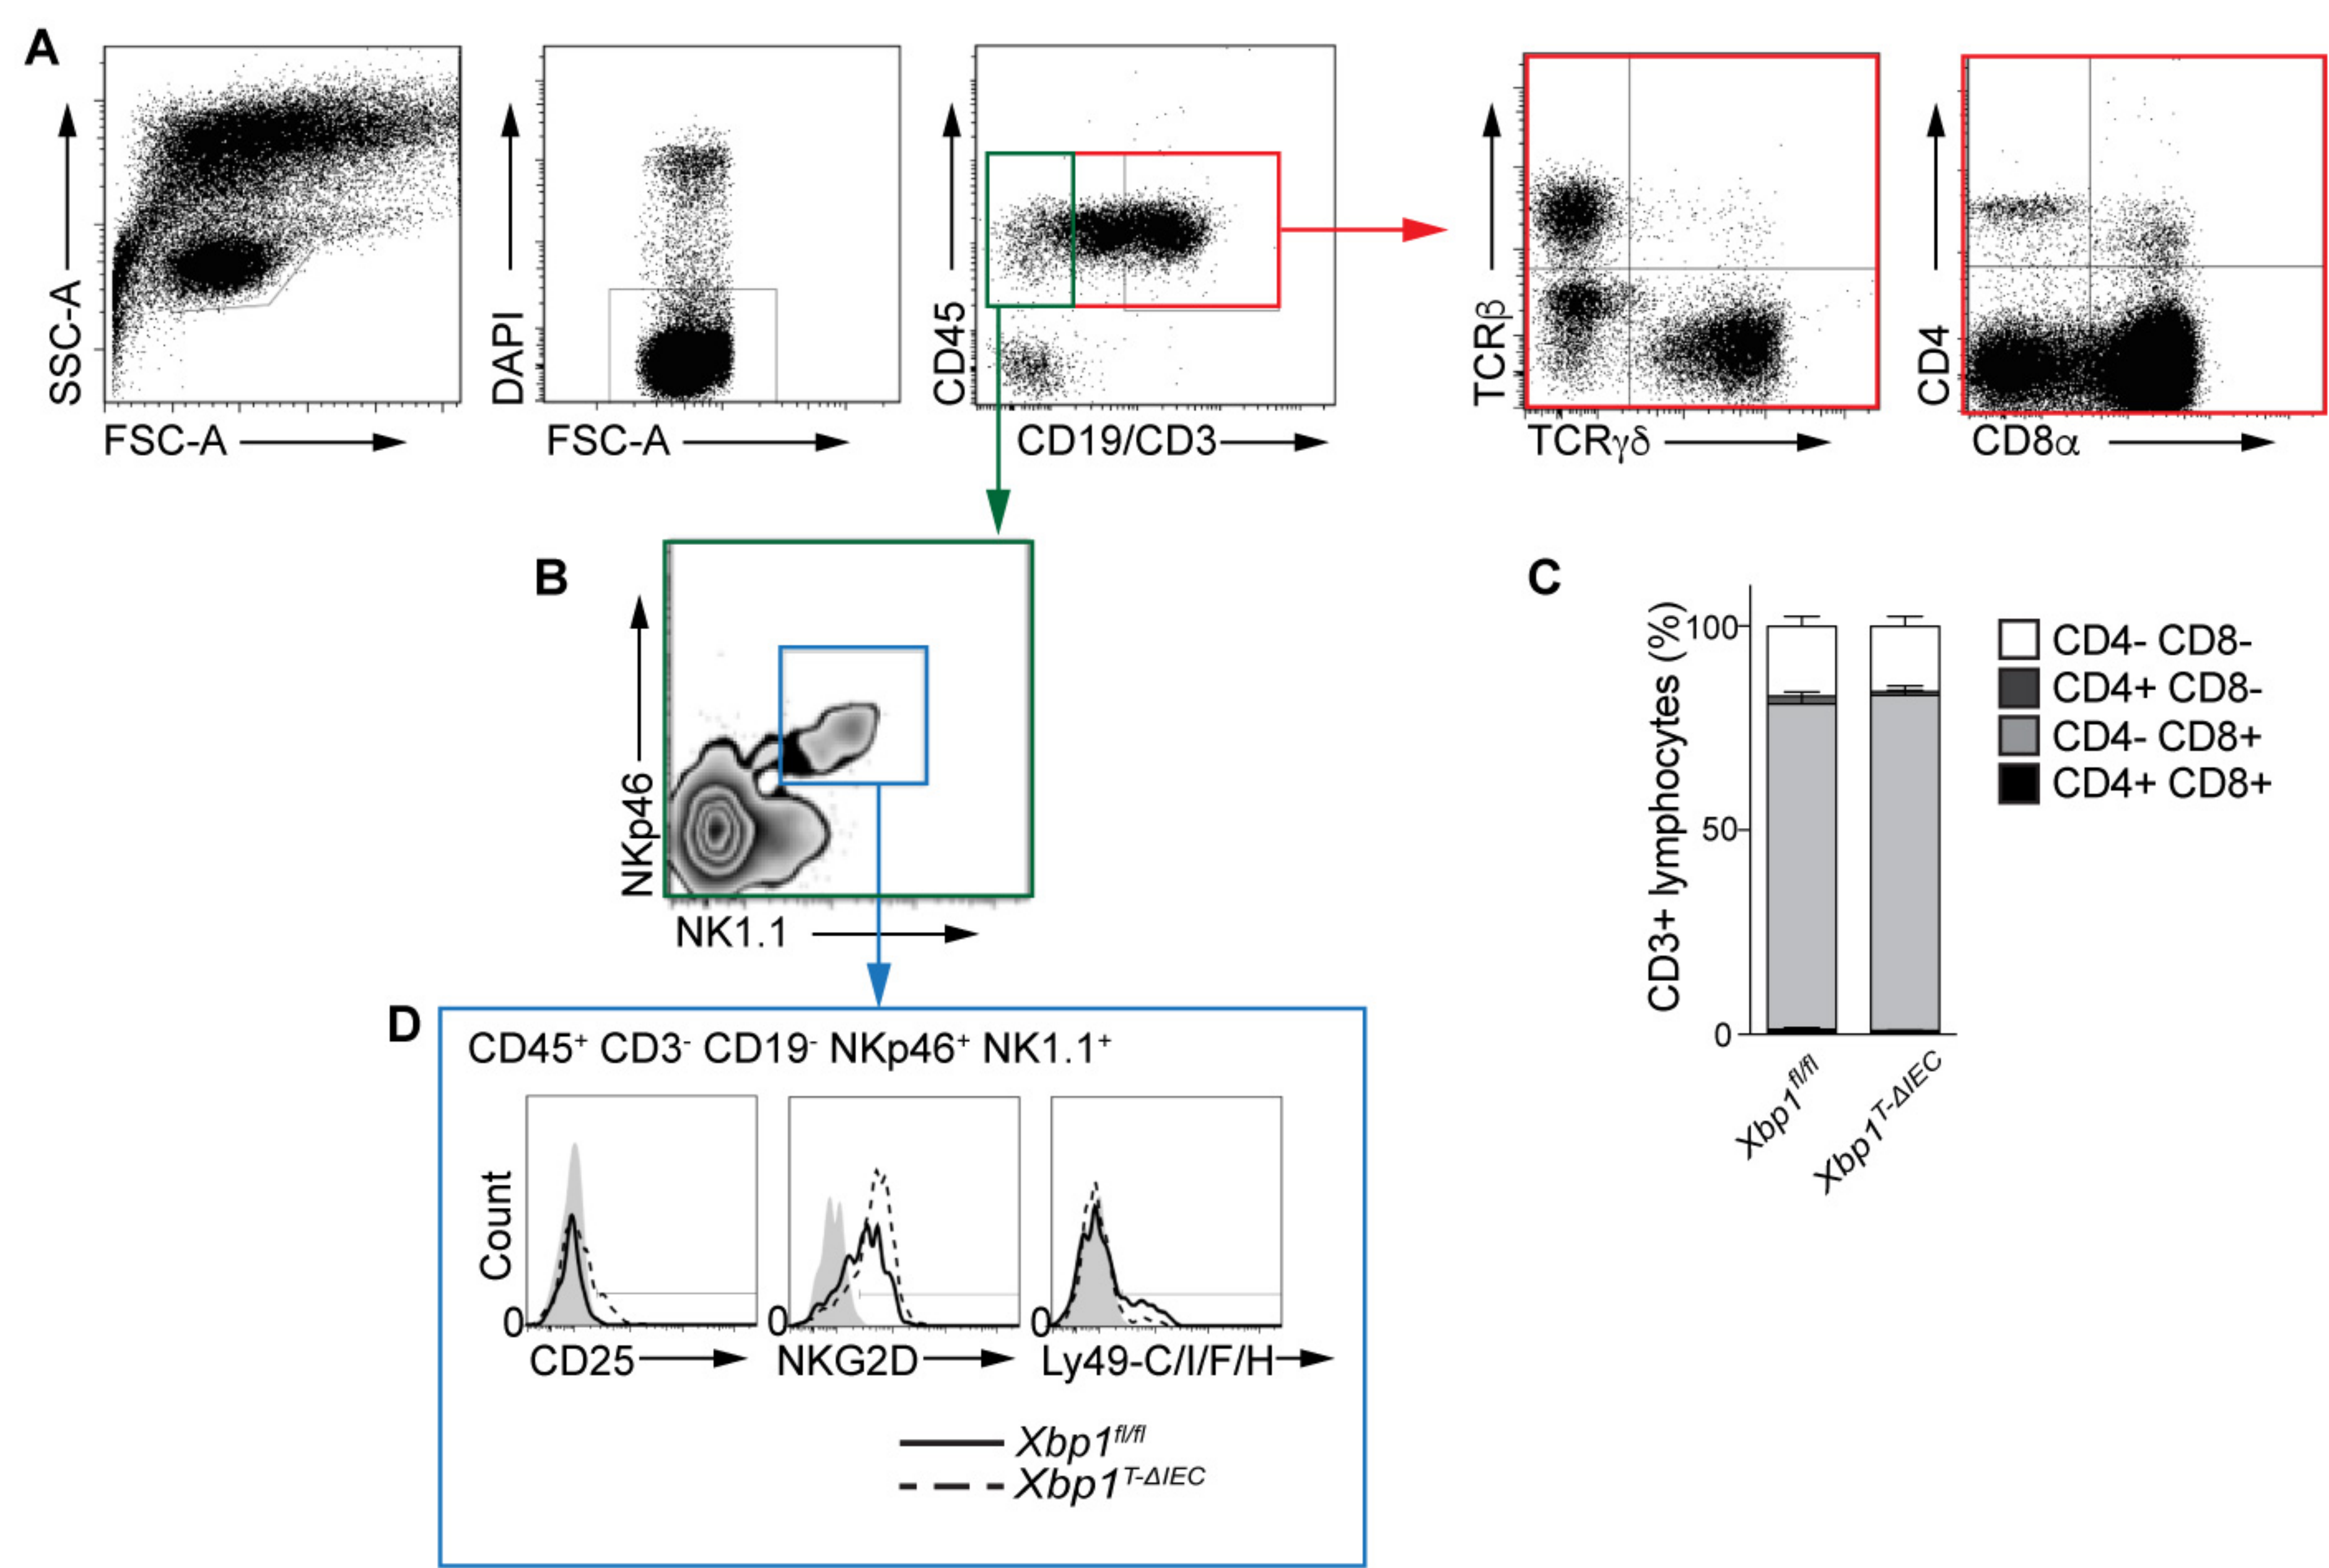 A
SSC-A
FSC-A
DAPI
FSC-A
CD45
CD19/CD3
TCRβ
TCRγδ
CD4
CD8α
B
NKp46
NK1.1
C
CD3+ lymphocytes (%)
100
50
0
Xbp1fl/fl
Xbp1T-ΔIEC
CD4- CD8-
CD4+ CD8-
CD4- CD8+
CD4+ CD8+
D
CD45+ CD3- CD19- NKp46+ NK1.1+
Count
0
CD25
0
NKG2D
0
Ly49-C/I/F/H
Xbp1fl/fl
Xbp1T-ΔIEC